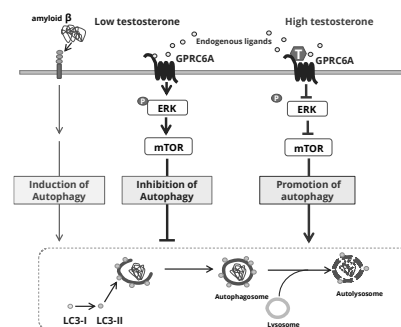 amyloid β
Low testosterone
High testosterone
Endogenous ligands
T
GPRC6A
GPRC6A
P
ERK
P
ERK
mTOR
mTOR
Induction of
Autophagy
Inhibition of
Autophagy
Promotion of
autophagy
LC3-I
LC3-II
Autophagosome
Lysosome
Autolysosome